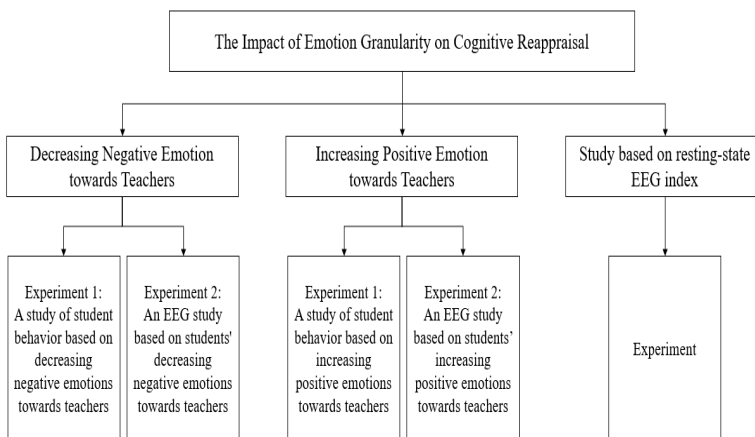 The Impact of Emotion Granularity on Cognitive Reappraisal
Decreasing Negative Emotion
towards Teachers
Increasing Positive Emotion
towards Teachers
Study based on resting-state
EEG index
Experiment 1:
A study of student
behavior based on
decreasing
negative emotions
towards teachers
Experiment 2:
An EEG study
based on students'
decreasing
negative emotions
towards teachers
Experiment 1:
A study of student
behavior based on
increasing
positive emotions
towards teachers
Experiment 2:
An EEG study
based on students’
increasing
positive emotions
towards teachers
Experiment